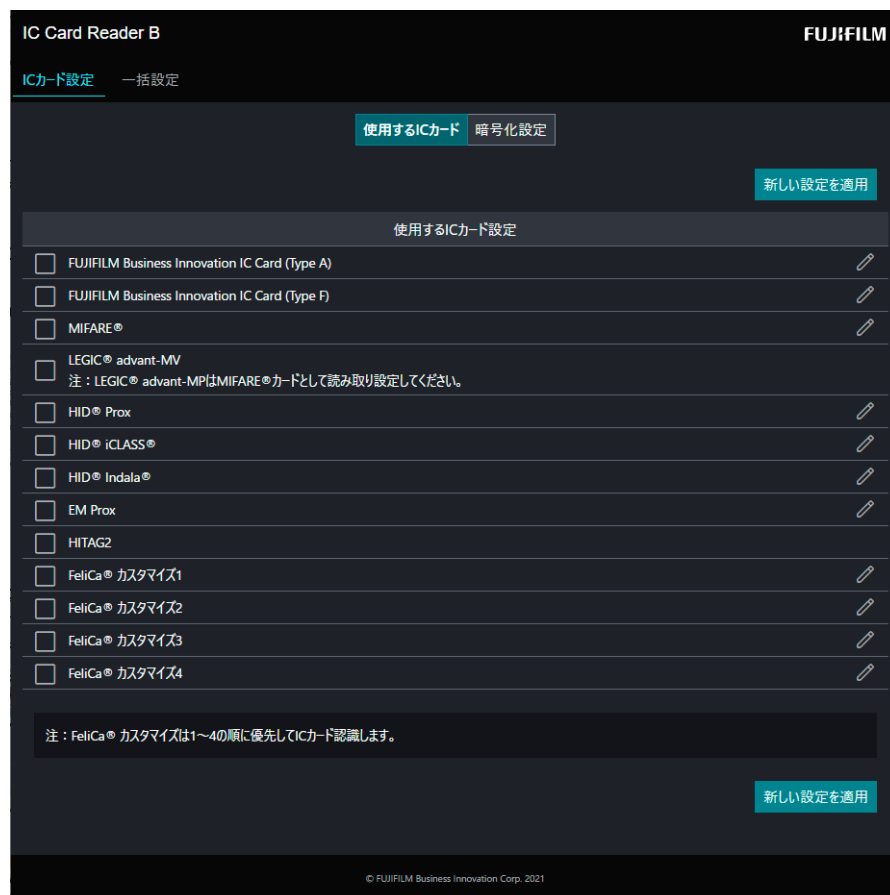 IC Card Reader B
FUJIFILM
ICカード設定 一括設定
使用するICカード 暗号化設定
新しい設定を適用
使用するICカード設定
FUJIFILM Business Innovation IC Card (Type A)
FUJIFILM Business Innovation IC Card (Type F)
MIFARE®
LEGIC® advant-MV
注：LEGIC® advant-MPはMIFARE®カードとして読み取り設定してください。
HID® Prox
HID® iCLASS®
HID® Indala®
EM Prox
HITAG2
FeliCa® カスタマイズ1
FeliCa® カスタマイズ2
FeliCa® カスタマイズ3
FeliCa® カスタマイズ4
注：FeliCa® カスタマイズは1～4の順に優先してICカード認識します。
新しい設定を適用
© FUJIFILM Business Innovation Corp. 2021